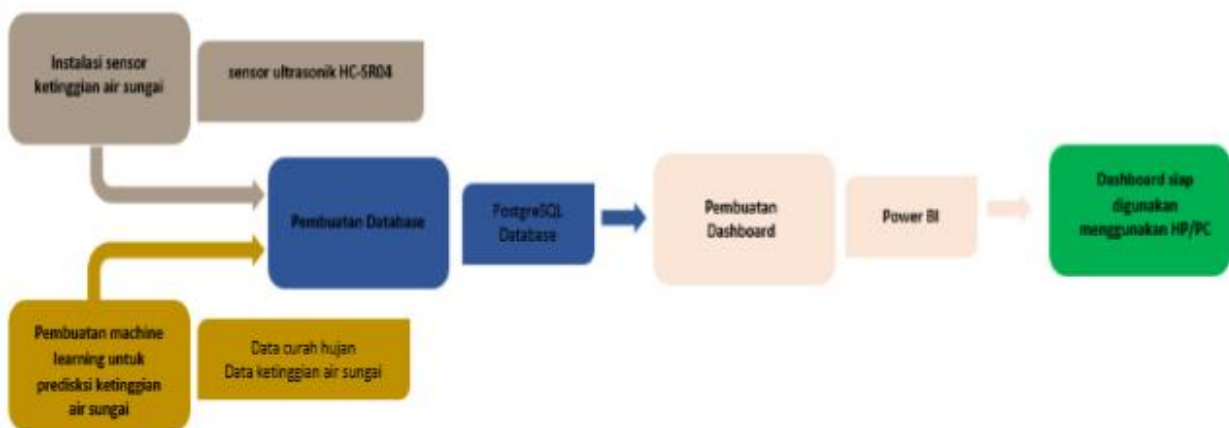 Instalasi sensor
ketinggian air sungai
sensor ultrasonik HC-SR04
Pembuatan Database
PostgreSQL
Database
Pembuatan
Dashboard
Power BI
Dashboard siap
digunakan
menggunakan HP/PC
Pembuatan machine
learning untuk
predisksi ketinggian
air sungai
Data curah hujan
Data ketinggian air sungai